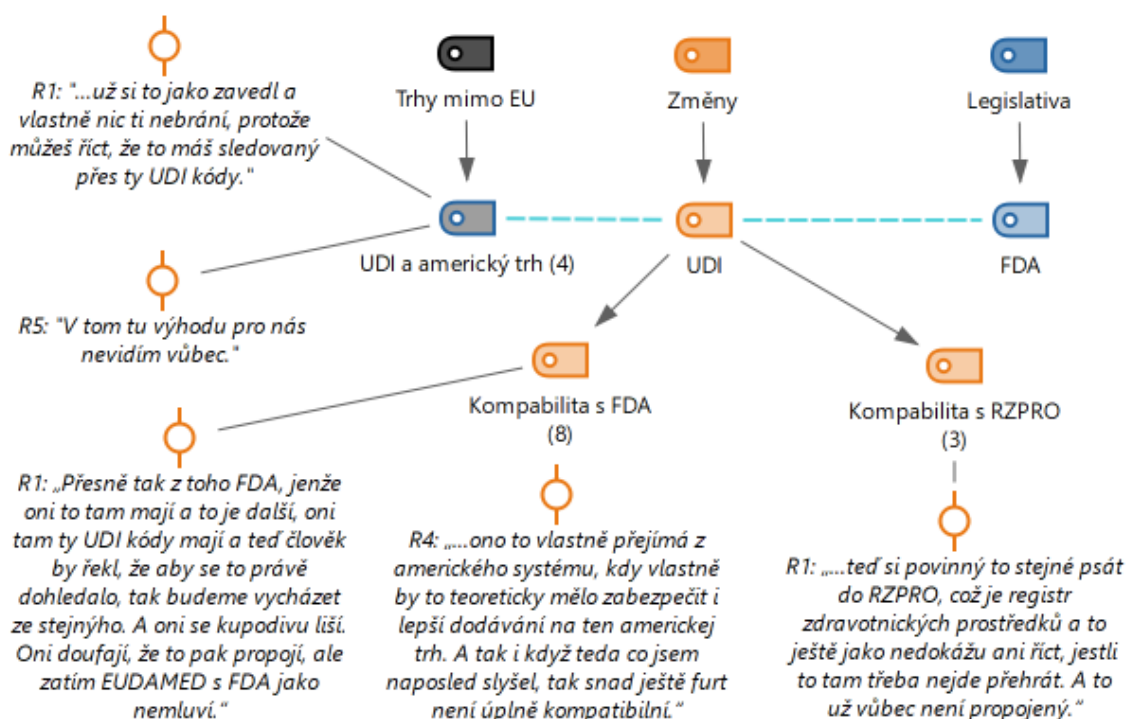 R1: "...už si to jako zavedl a
vlastně nic ti nebrání, protože
můžeš říct, že to máš sledovaný
přes ty UDI kódy."
Trhy mimo EU
Změny
Legislativa
UDI a americký trh (4)
UDI
FDA
R5: "V tom tu výhodu pro nás
nevidím vůbec."
Kompabilita s FDA
(8)
Kompabilita s RZPRO
(3)
R1: „Přesně tak z toho FDA, jenže
oni to tam mají a to je další, oni
tam ty UDI kódy mají a teď člověk
by řekl, že aby se to právě
dohledalo, tak budeme vycházet
ze stejnýho. A oni se kupodivu liší.
Oni doufají, že to pak propojí, ale
zatím EUDAMED s FDA jako
nemluví.“
R4: „...ono to vlastně přejímá z
amerického systému, kdy vlastně
by to teoreticky mělo zabezpečit i
lepší dodávání na ten americkej
trh. A tak i když teda co jsem
naposled slyšel, tak snad ještě furt
není úplně kompatibilní.“
R1: „...teď si povinný to stejné psát
do RZPRO, což je registr
zdravotnických prostředků a to
ještě jako nedokážu ani říct, jestli
to tam třeba nejde přehrát. A to
už vůbec není propojený.“